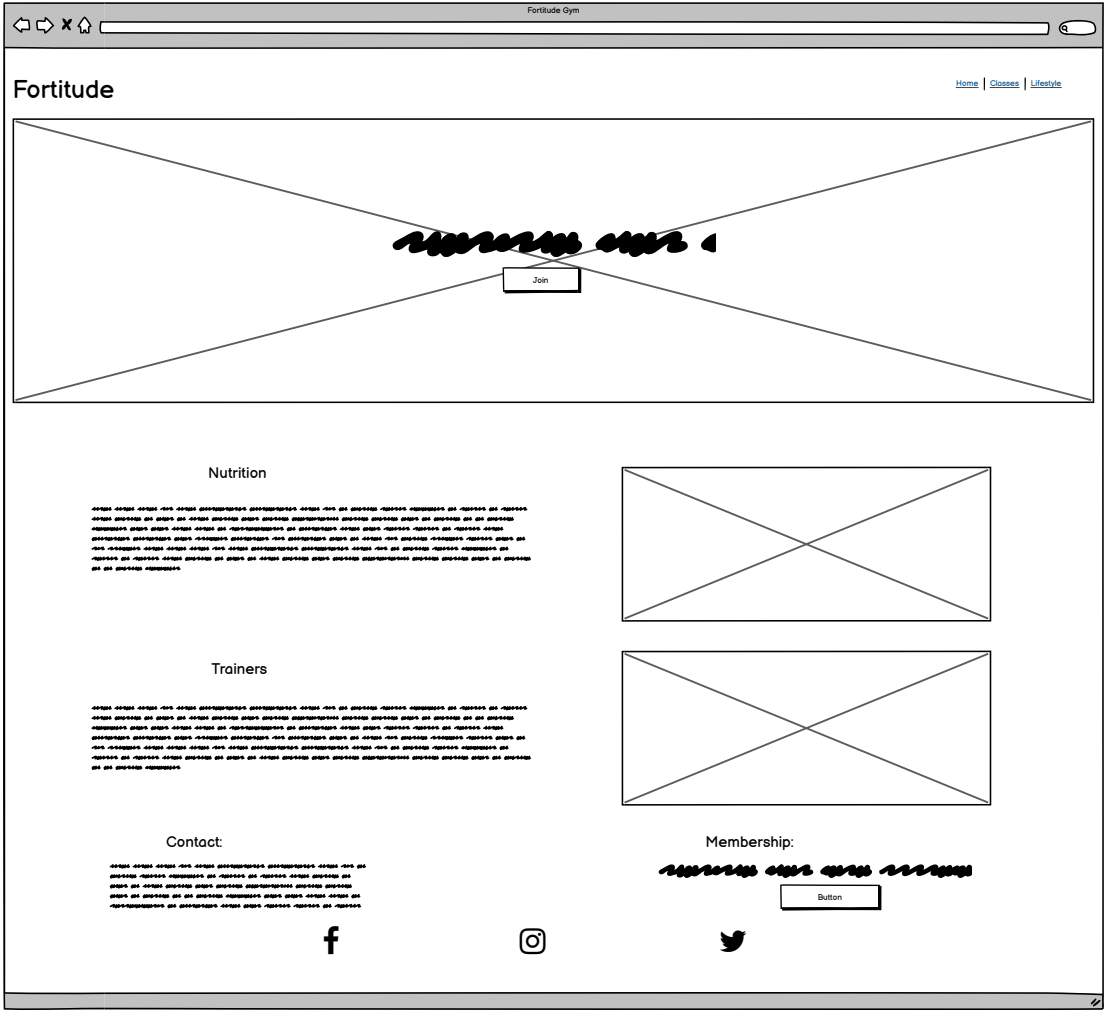 Fortitude Gym
Fortitude
Home | Classes | Lifestyle
Join
Nutrition
Trainers
Contact:
Membership:
Button